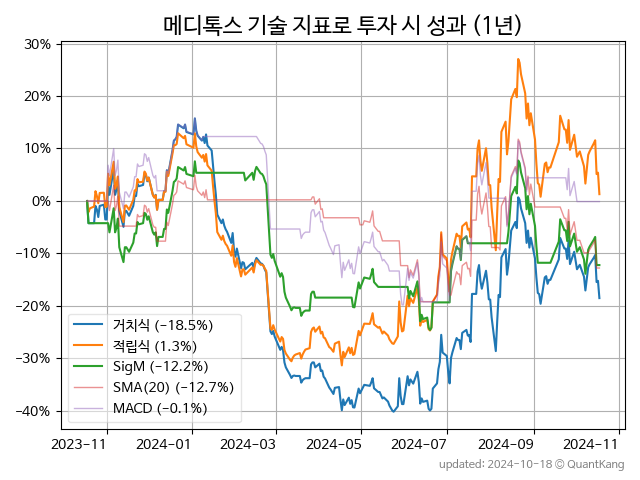 메디톡스 기술 지표로 투자 시 성과 (1년)
30%
20%
10%
0%
−10%
−20%
−30%
−40%
거치식 (−18.5%)
적립식 (1.3%)
SigM (−12.2%)
SMA(20) (−12.7%)
MACD (−0.1%)
2023-11 2024-01 2024-03 2024-05 2024-07 2024-09 2024-11
updated: 2024-10-18 © QuantKang